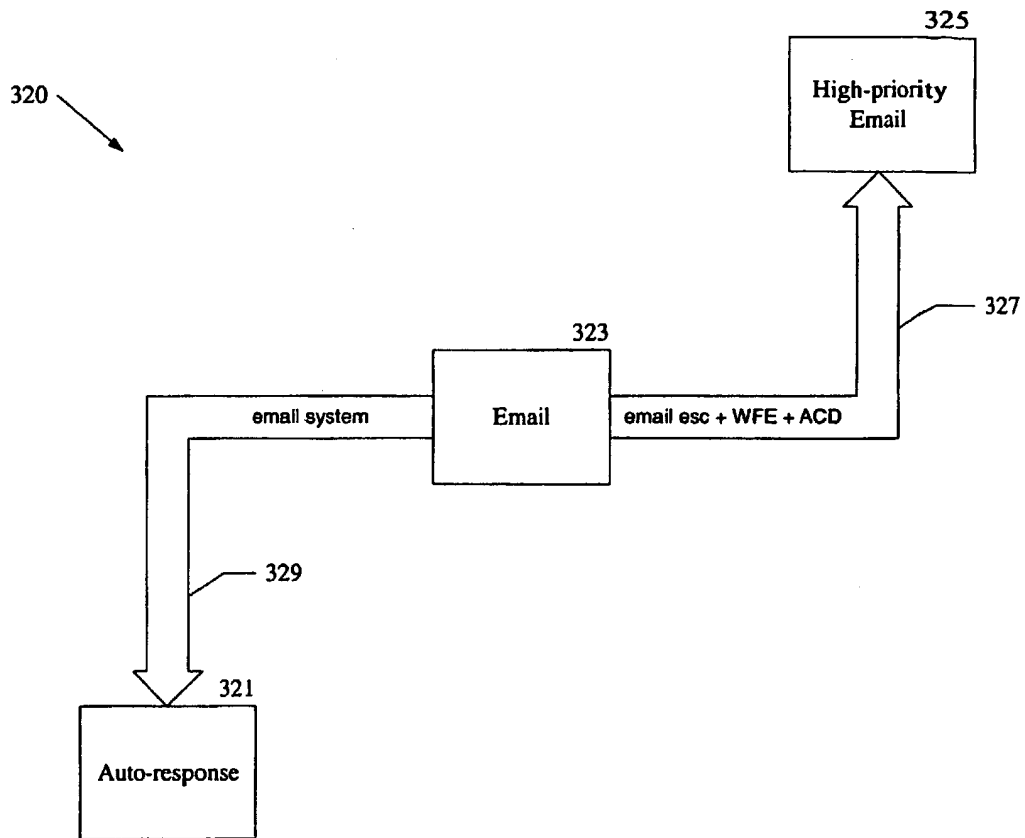 325
High-priority
Email
320
327
323
email system
Email
email esc + WFE + ACD
329
321
Auto-response